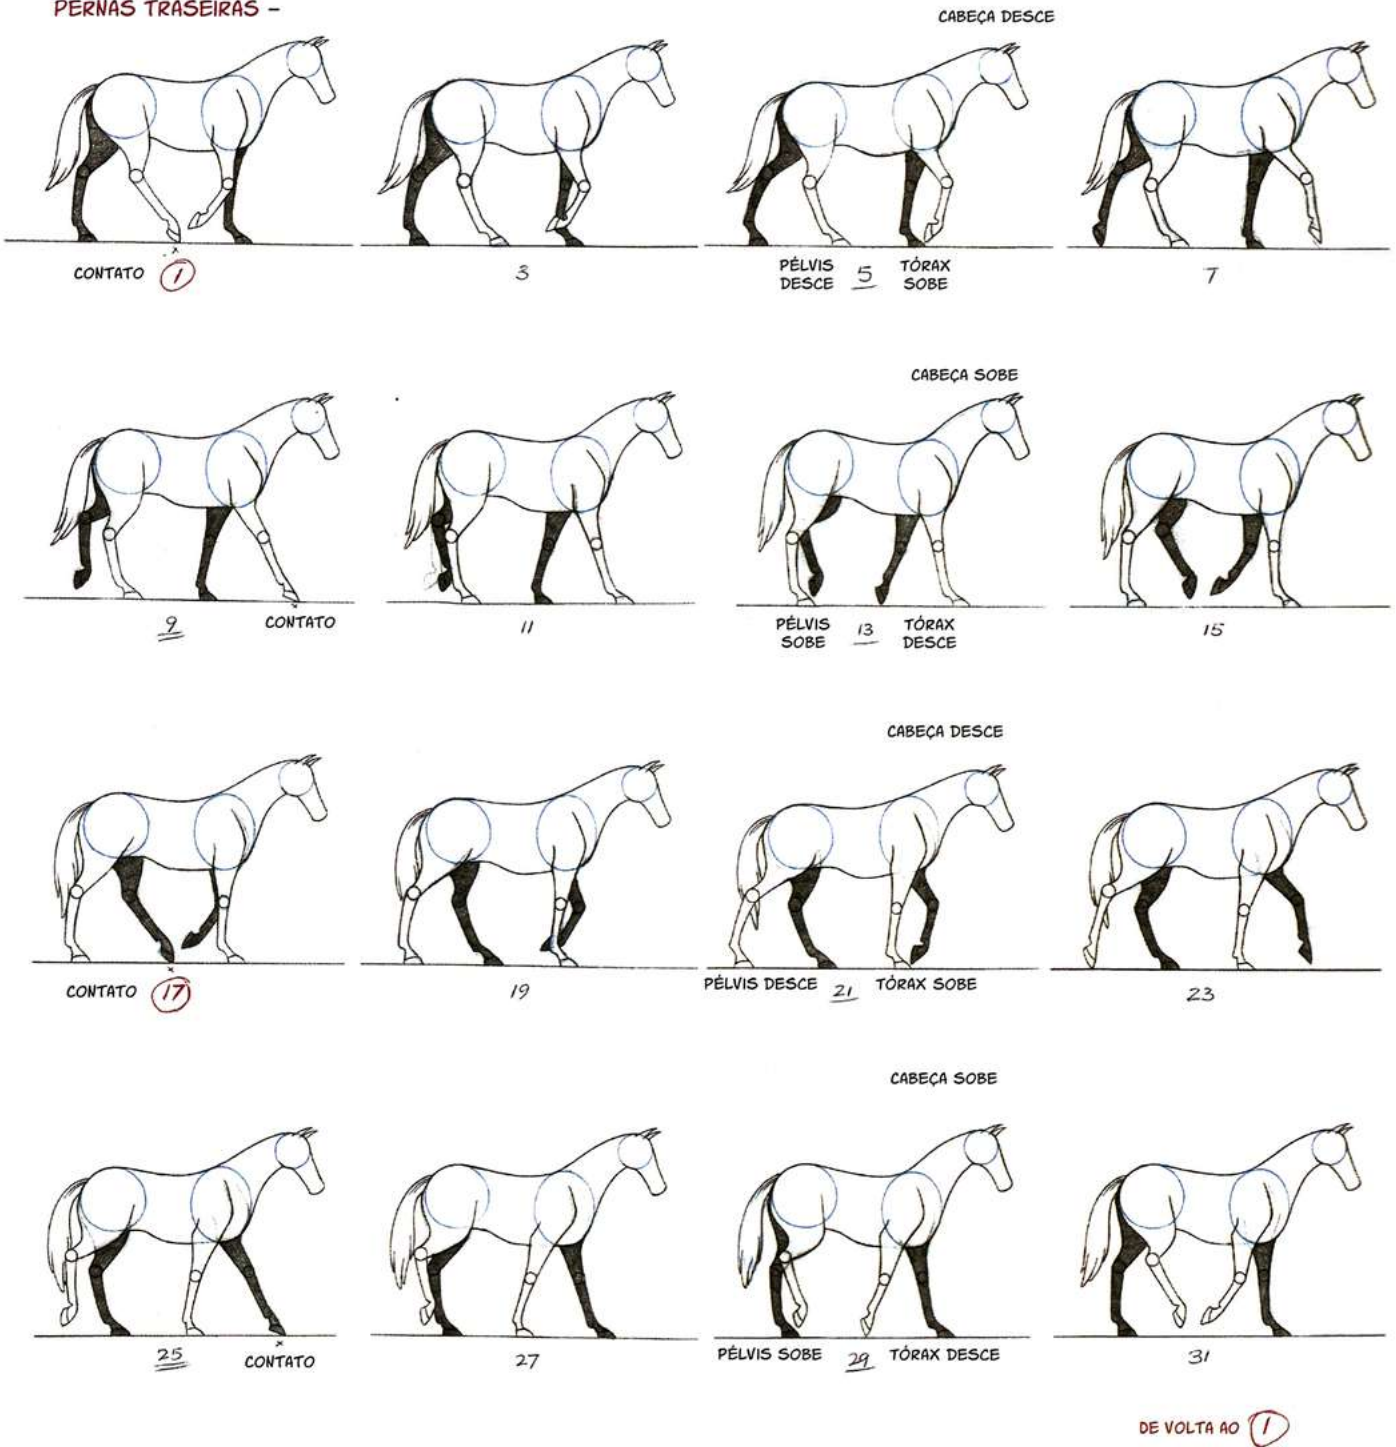 PERNAS TRASEIRAS –
CABEÇA DESCE
CONTATO 1
3
PÉLVIS DESCE 5 TÓRAX SOBE
7
CABEÇA SOBE
9 CONTATO
11
PÉLVIS SOBE 13 TÓRAX DESCE
15
CABEÇA DESCE
CONTATO 17
19
PÉLVIS DESCE 21 TÓRAX SOBE
23
CABEÇA SOBE
25 CONTATO
27
PÉLVIS SOBE 29 TÓRAX DESCE
31
DE VOLTA AO 1